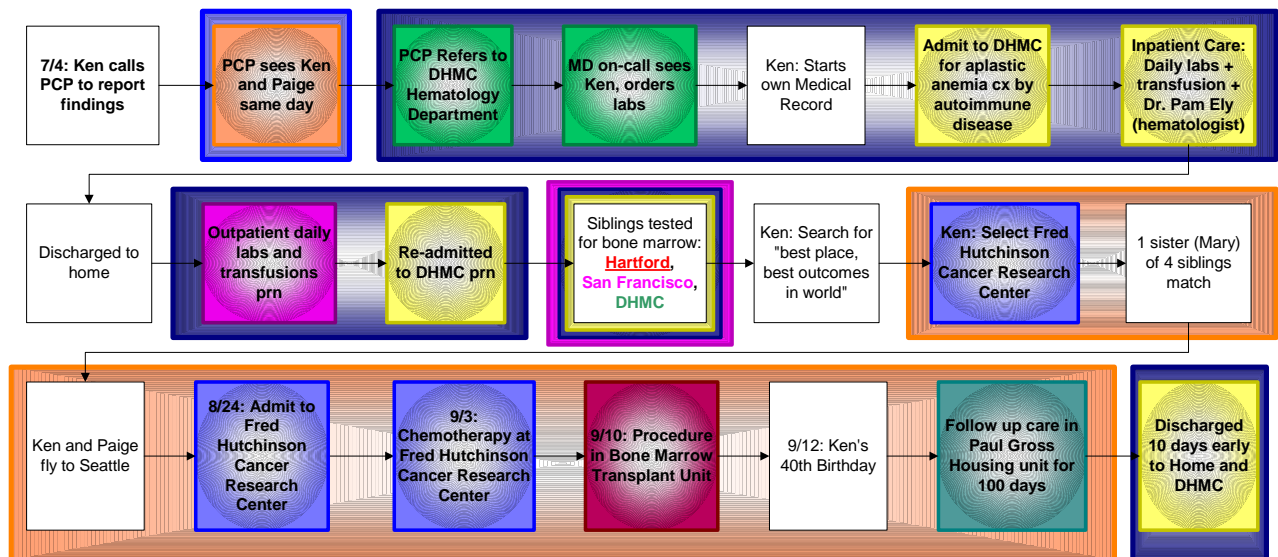 7/4: Ken calls
PCP to report
findings
PCP sees Ken
and Paige
same day
PCP Refers to
DHMC
Hematology
Department
MD on-call sees
Ken, orders
labs
Ken: Starts
own Medical
Record
Admit to DHMC
for aplastic
anemia cx by
autoimmune
disease
Inpatient Care:
Daily labs +
transfusion +
Dr. Pam Ely
(hematologist)
Discharged to
home
Outpatient daily
labs and
transfusions
prn
Re-admitted
to DHMC prn
Siblings tested
for bone marrow:
Hartford,
San Francisco,
DHMC
Ken: Search for
"best place,
best outcomes
in world"
Ken: Select Fred
Hutchinson
Cancer Research
Center
1 sister (Mary)
of 4 siblings
match
Ken and Paige
fly to Seattle
8/24: Admit to
Fred
Hutchinson
Cancer
Research
Center
9/3:
Chemotherapy at
Fred Hutchinson
Cancer Research
Center
9/10: Procedure
in Bone Marrow
Transplant Unit
9/12: Ken's
40th Birthday
Follow up care in
Paul Gross
Housing unit for
100 days
Discharged
10 days early
to Home and
DHMC